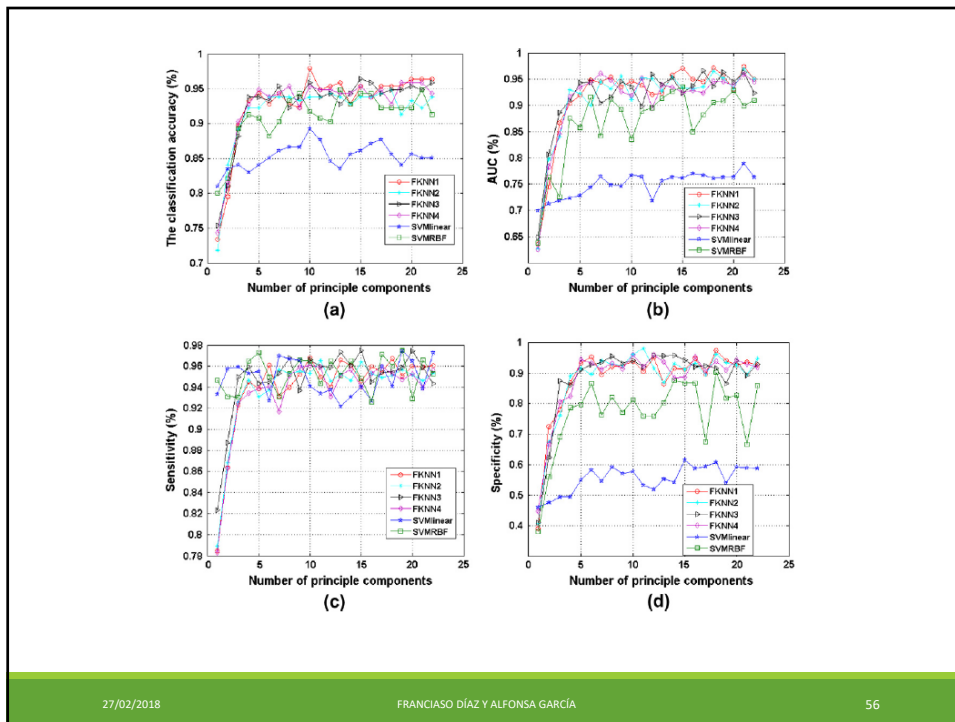 The classification accuracy (%)
1
0.95
0.9
0.85
0.8
0.75
0.7
0 5 10 15 20 25
FKNN1
FKNN2
FKNN3
FKNN4
SVMlinear
SVMRBF
Number of principle components
(a)
AUC (%)
1
0.95
0.9
0.85
0.8
0.75
0.7
0.65
0 5 10 15 20 25
FKNN1
FKNN2
FKNN3
FKNN4
SVMlinear
SVMRBF
Number of principle components
(b)
Sensitivity (%)
0.98
0.96
0.94
0.92
0.9
0.88
0.86
0.84
0.82
0.8
0.78
0 5 10 15 20 25
FKNN1
FKNN2
FKNN3
FKNN4
SVMlinear
SVMRBF
Number of principle components
(c)
Specificity (%)
1
0.9
0.8
0.7
0.6
0.5
0.4
0 5 10 15 20 25
FKNN1
FKNN2
FKNN3
FKNN4
SVMlinear
SVMRBF
Number of principle components
(d)
27/02/2018
FRANCIASO DÍAZ Y ALFONSA GARCÍA
56